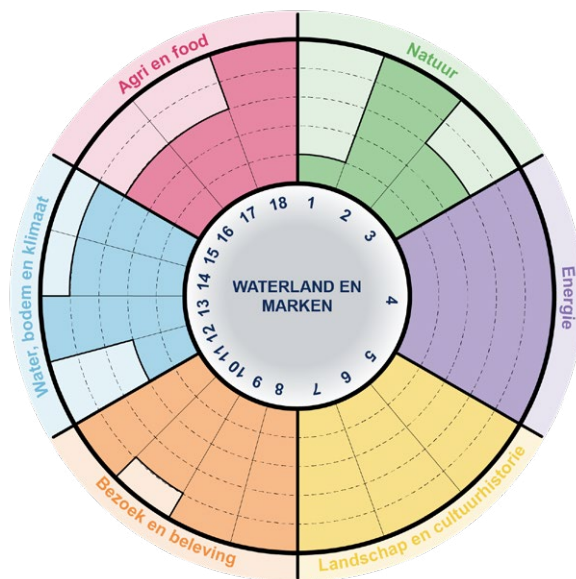 Agri en food
Natuur
Water, bodem en klimaat
Energie
WATERLAND EN
MARKEN
1
2
3
4
5
6
7
8
9
10
11
12
13
14
15
16
17
18
Bezoek en beleving
Landschap en cultuurhistorie